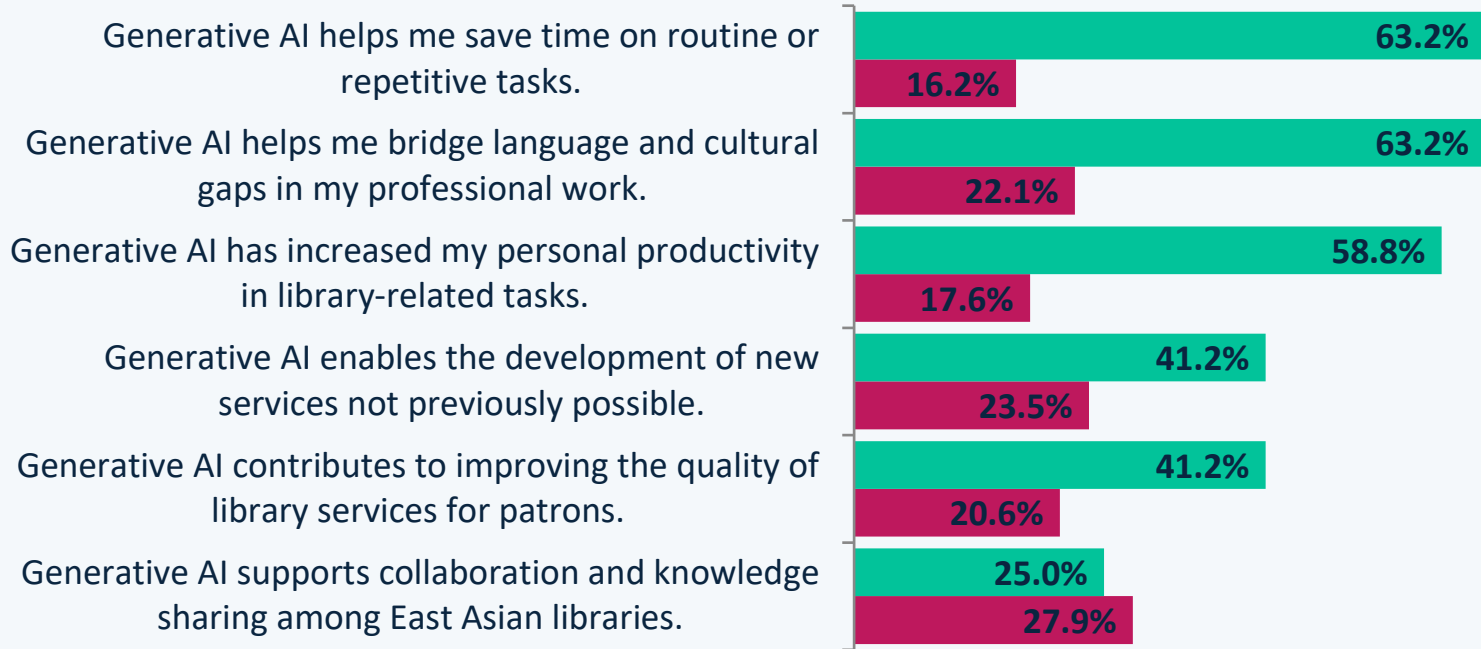 Generative AI helps me save time on routine or
repetitive tasks.
63.2%
16.2%
Generative AI helps me bridge language and cultural
gaps in my professional work.
63.2%
22.1%
Generative AI has increased my personal productivity
in library-related tasks.
58.8%
17.6%
Generative AI enables the development of new
services not previously possible.
41.2%
23.5%
Generative AI contributes to improving the quality of
library services for patrons.
41.2%
20.6%
Generative AI supports collaboration and knowledge
sharing among East Asian libraries.
25.0%
27.9%